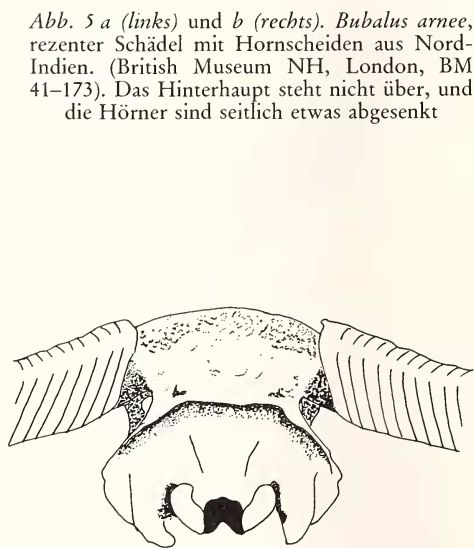 Abb. 5 a (links) und b (rechts). Bubalus arnee,
rezenter Schädel mit Hornscheiden aus Nord-
Indien. (British Museum NH, London, BM
41–173). Das Hinterhaupt steht nicht über, und
die Hörner sind seitlich etwas abgesenkt